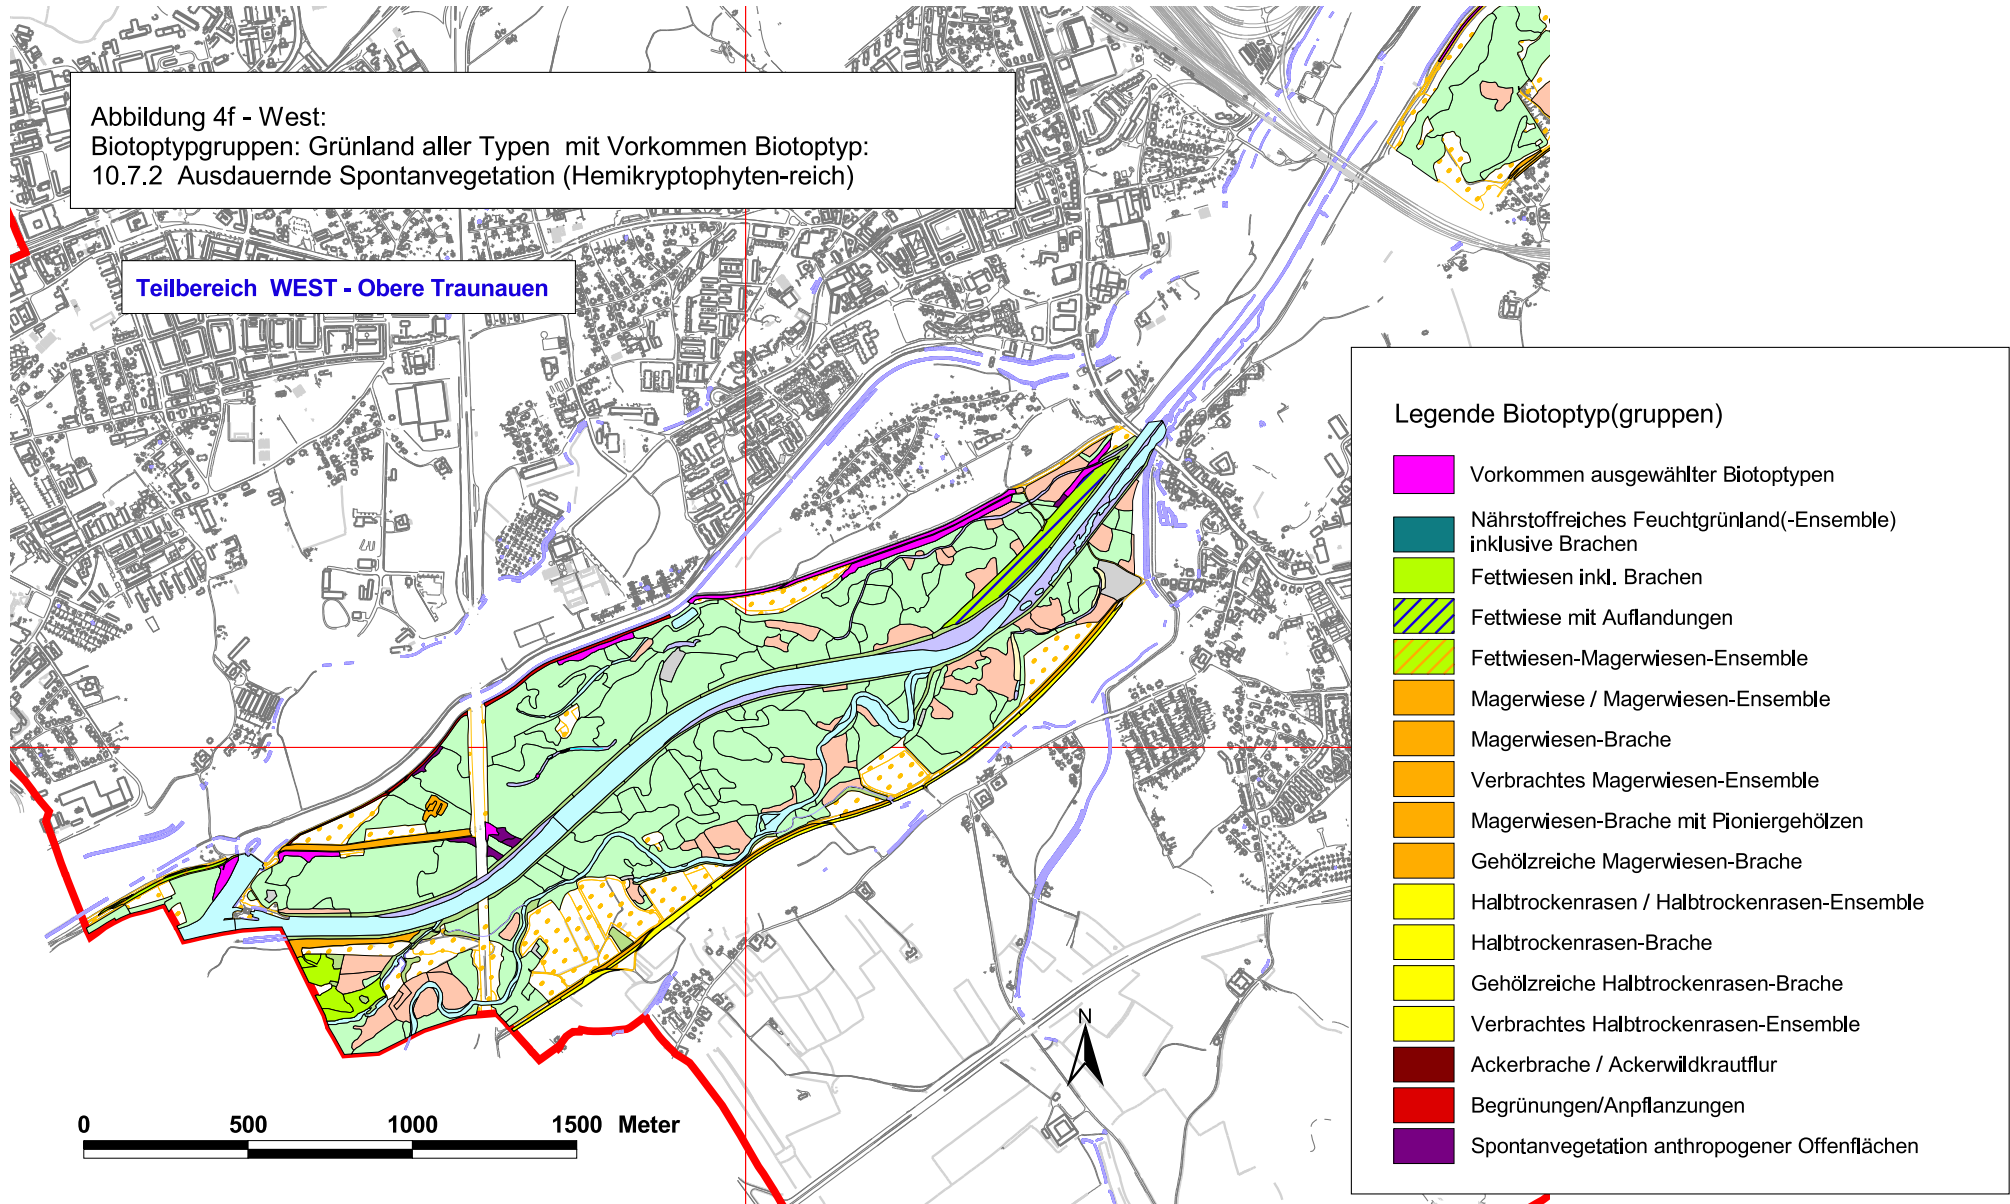 Abbildung 4f - West:
Biotoptypgruppen: Grünland aller Typen  mit Vorkommen Biotoptyp:
10.7.2  Ausdauernde Spontanvegetation (Hemikryptophyten-reich)
Teilbereich  WEST - Obere Traunauen
Legende Biotoptyp(gruppen)
Vorkommen ausgewählter Biotoptypen
Nährstoffreiches Feuchtgrünland(-Ensemble)
inklusive Brachen
Fettwiesen inkl. Brachen
Fettwiese mit Auflandungen
Fettwiesen-Magerwiesen-Ensemble
Magerwiese / Magerwiesen-Ensemble
Magerwiesen-Brache
Verbrachtes Magerwiesen-Ensemble
Magerwiesen-Brache mit Pioniergehölzen
Gehölzreiche Magerwiesen-Brache
Halbtrockenrasen / Halbtrockenrasen-Ensemble
Halbtrockenrasen-Brache
Gehölzreiche Halbtrockenrasen-Brache
Verbrachtes Halbtrockenrasen-Ensemble
Ackerbrache / Ackerwildkrautflur
Begrünungen/Anpflanzungen
Spontanvegetation anthropogener Offenflächen
N
0 500 1000 1500 Meter